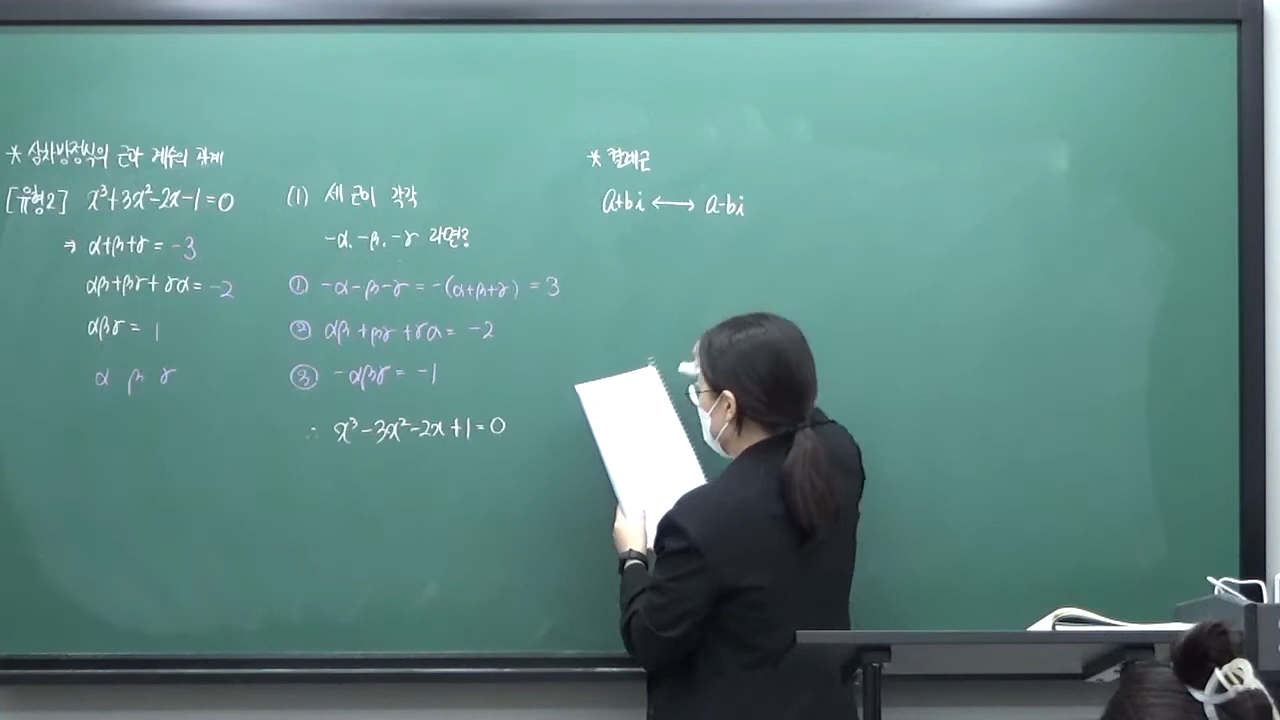 * 삼차방정식의 근과 계수의 관계
[유형2] x³+3x²-2x-1=0
⇒ α+β+γ = -3
αβ+βγ+γα = -2
αβγ = 1
α β γ
(1) 세 근이 각각
-α, -β, -γ 라면?
① -α-β-γ = -(α+β+γ) = 3
② αβ+βγ+γα = -2
③ -αβγ = -1
∴ x³-3x²-2x+1=0
* 켤레근
a+bi ⟷ a-bi